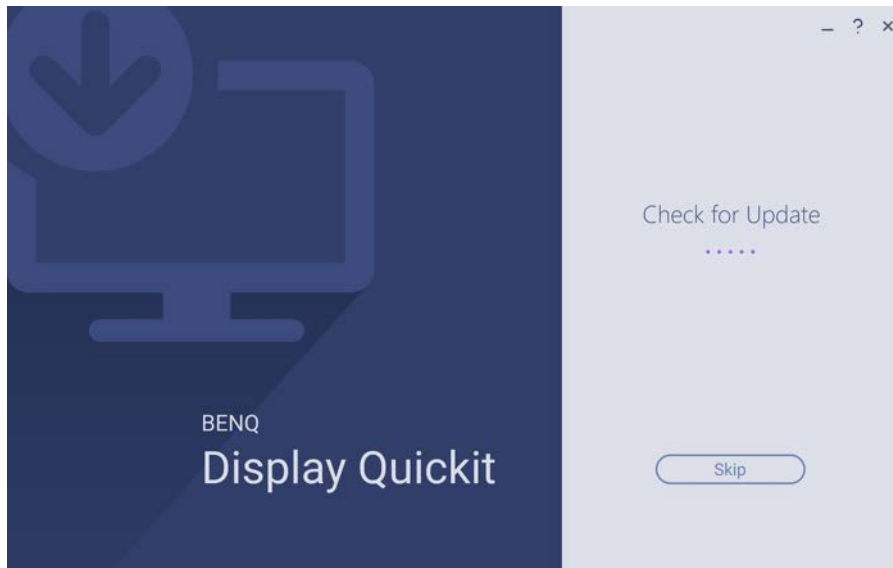 – ? ×
Check for Update
BENQ
Display Quickit
Skip